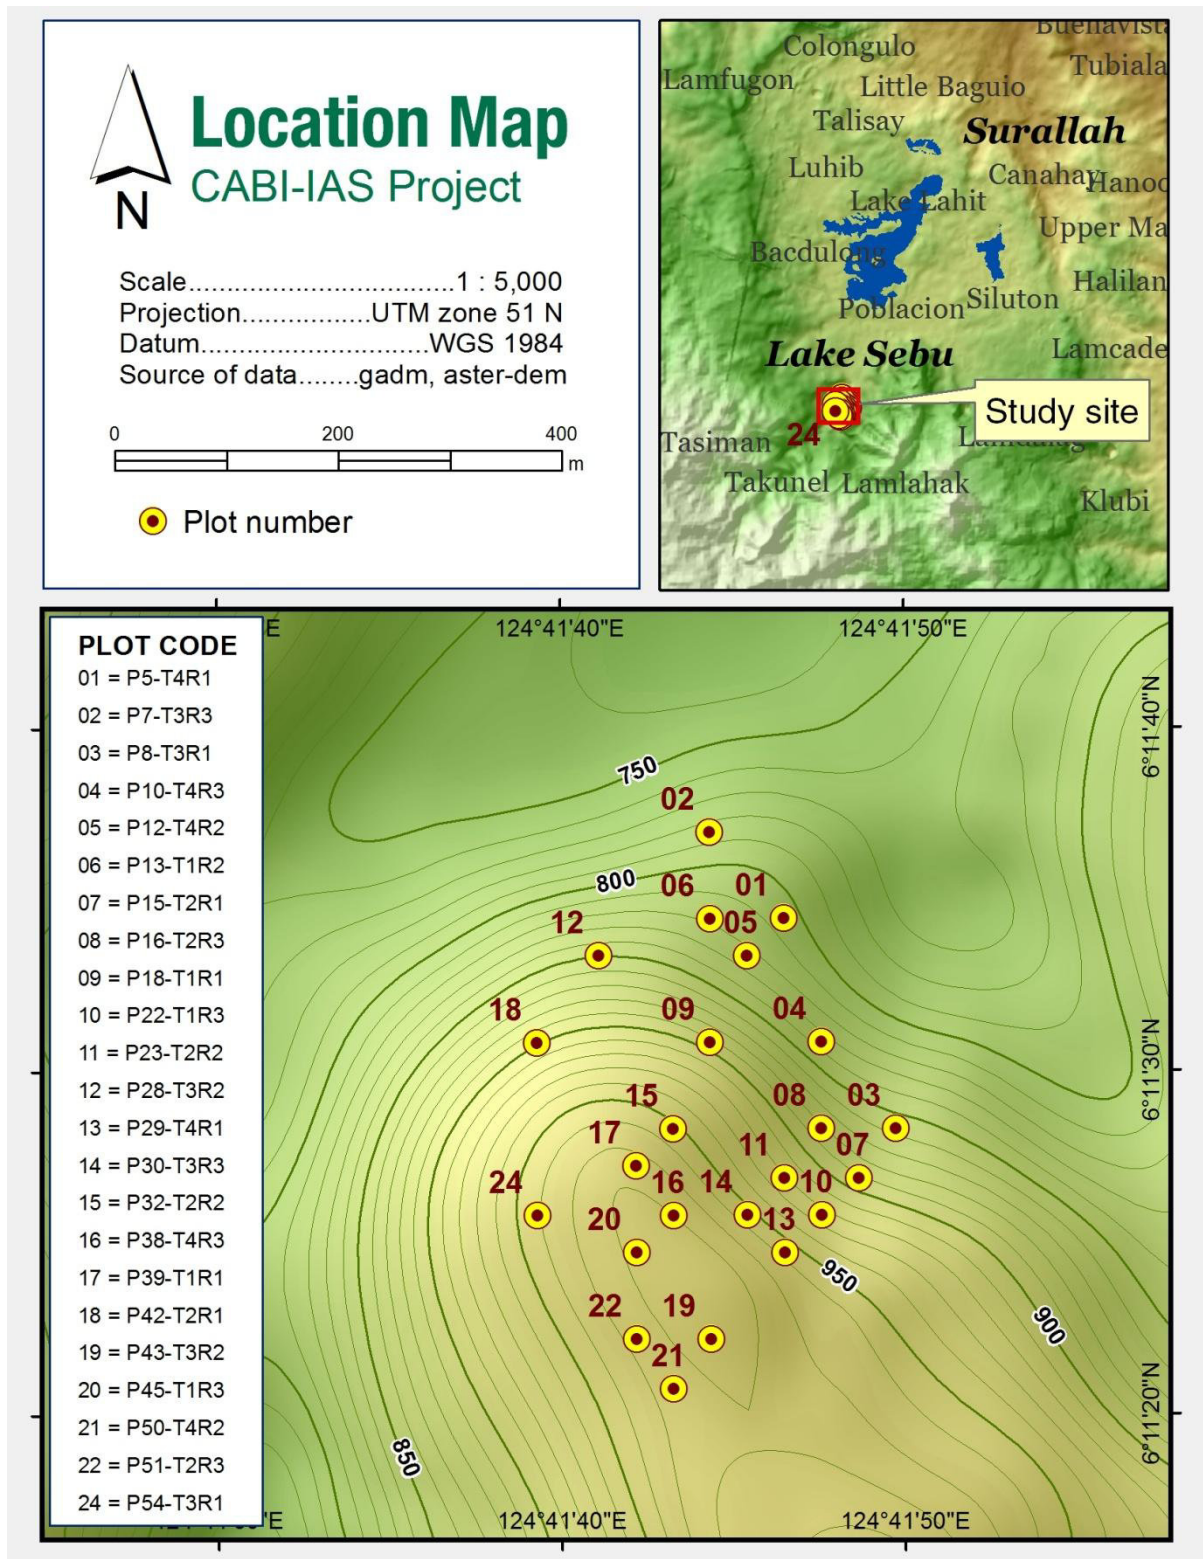 Location Map
CABI-IAS Project
N
Scale...................................1 : 5,000
Projection.................UTM zone 51 N
Datum..............................WGS 1984
Source of data........gadm, aster-dem
0 200 400
m
Plot number
Buenavista
Colongulo
Tubiala
Lamfugon
Little Baguio
Talisay
Surallah
Luhib
Canahay
Hanoo
Lake Lahit
Upper Ma
Bacdulong
Halilan
Siluton
Poblacion
Lamcade
Lake Sebu
Study site
24
Tasiman
Takunel
Lamlahak
Klubi
E
124°41'40"E
124°41'50"E
PLOT CODE
01 = P5-T4R1
02 = P7-T3R3
03 = P8-T3R1
04 = P10-T4R3
05 = P12-T4R2
06 = P13-T1R2
07 = P15-T2R1
08 = P16-T2R3
09 = P18-T1R1
10 = P22-T1R3
11 = P23-T2R2
12 = P28-T3R2
13 = P29-T4R1
14 = P30-T3R3
15 = P32-T2R2
16 = P38-T4R3
17 = P39-T1R1
18 = P42-T2R1
19 = P43-T3R2
20 = P45-T1R3
21 = P50-T4R2
22 = P51-T2R3
24 = P54-T3R1
6°11'40"N
750
02
800
06
01
12
05
18
09
04
6°11'30"N
15
08
03
17
11
07
24
16
14
10
20
13
950
22
19
900
21
6°11'20"N
850
"E
124°41'40"E
124°41'50"E